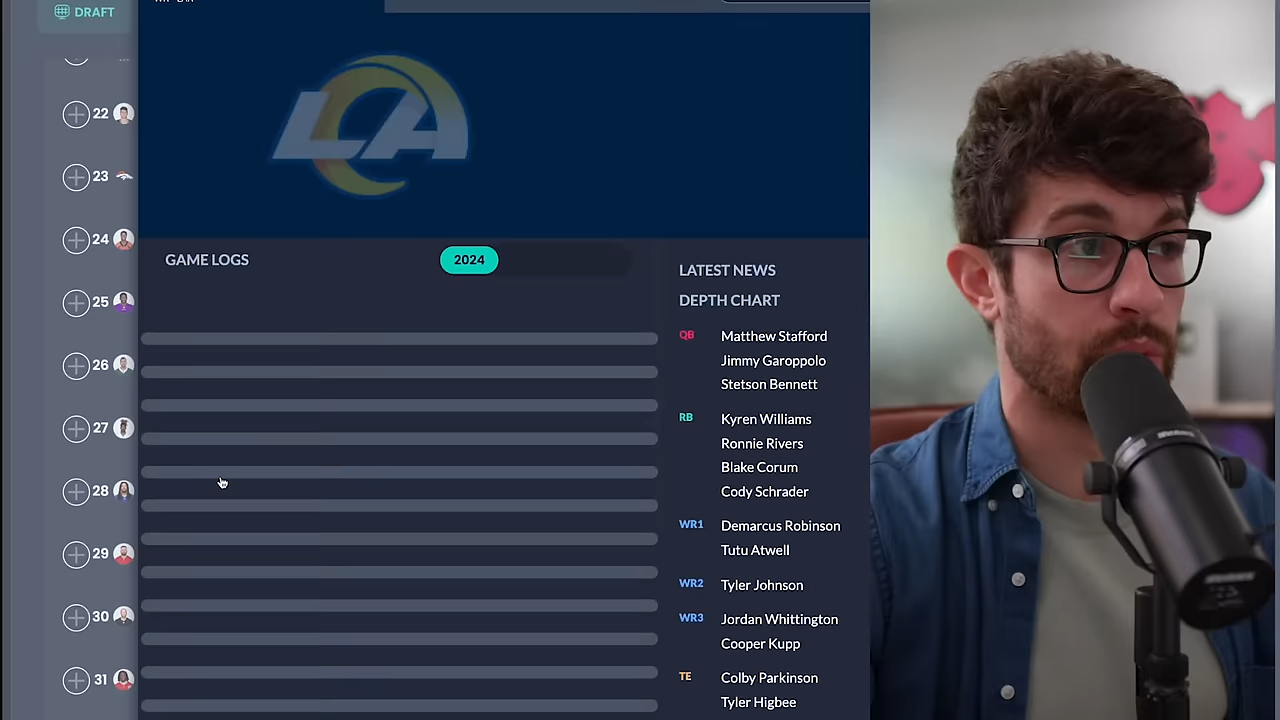 DRAFT
22
23
24
25
26
27
28
29
30
31
LA
GAME LOGS
2024
LATEST NEWS
DEPTH CHART
QB Matthew Stafford
Jimmy Garoppolo
Stetson Bennett
RB Kyren Williams
Ronnie Rivers
Blake Corum
Cody Schrader
WR1 Demarcus Robinson
Tutu Atwell
WR2 Tyler Johnson
WR3 Jordan Whittington
Cooper Kupp
TE Colby Parkinson
Tyler Higbee